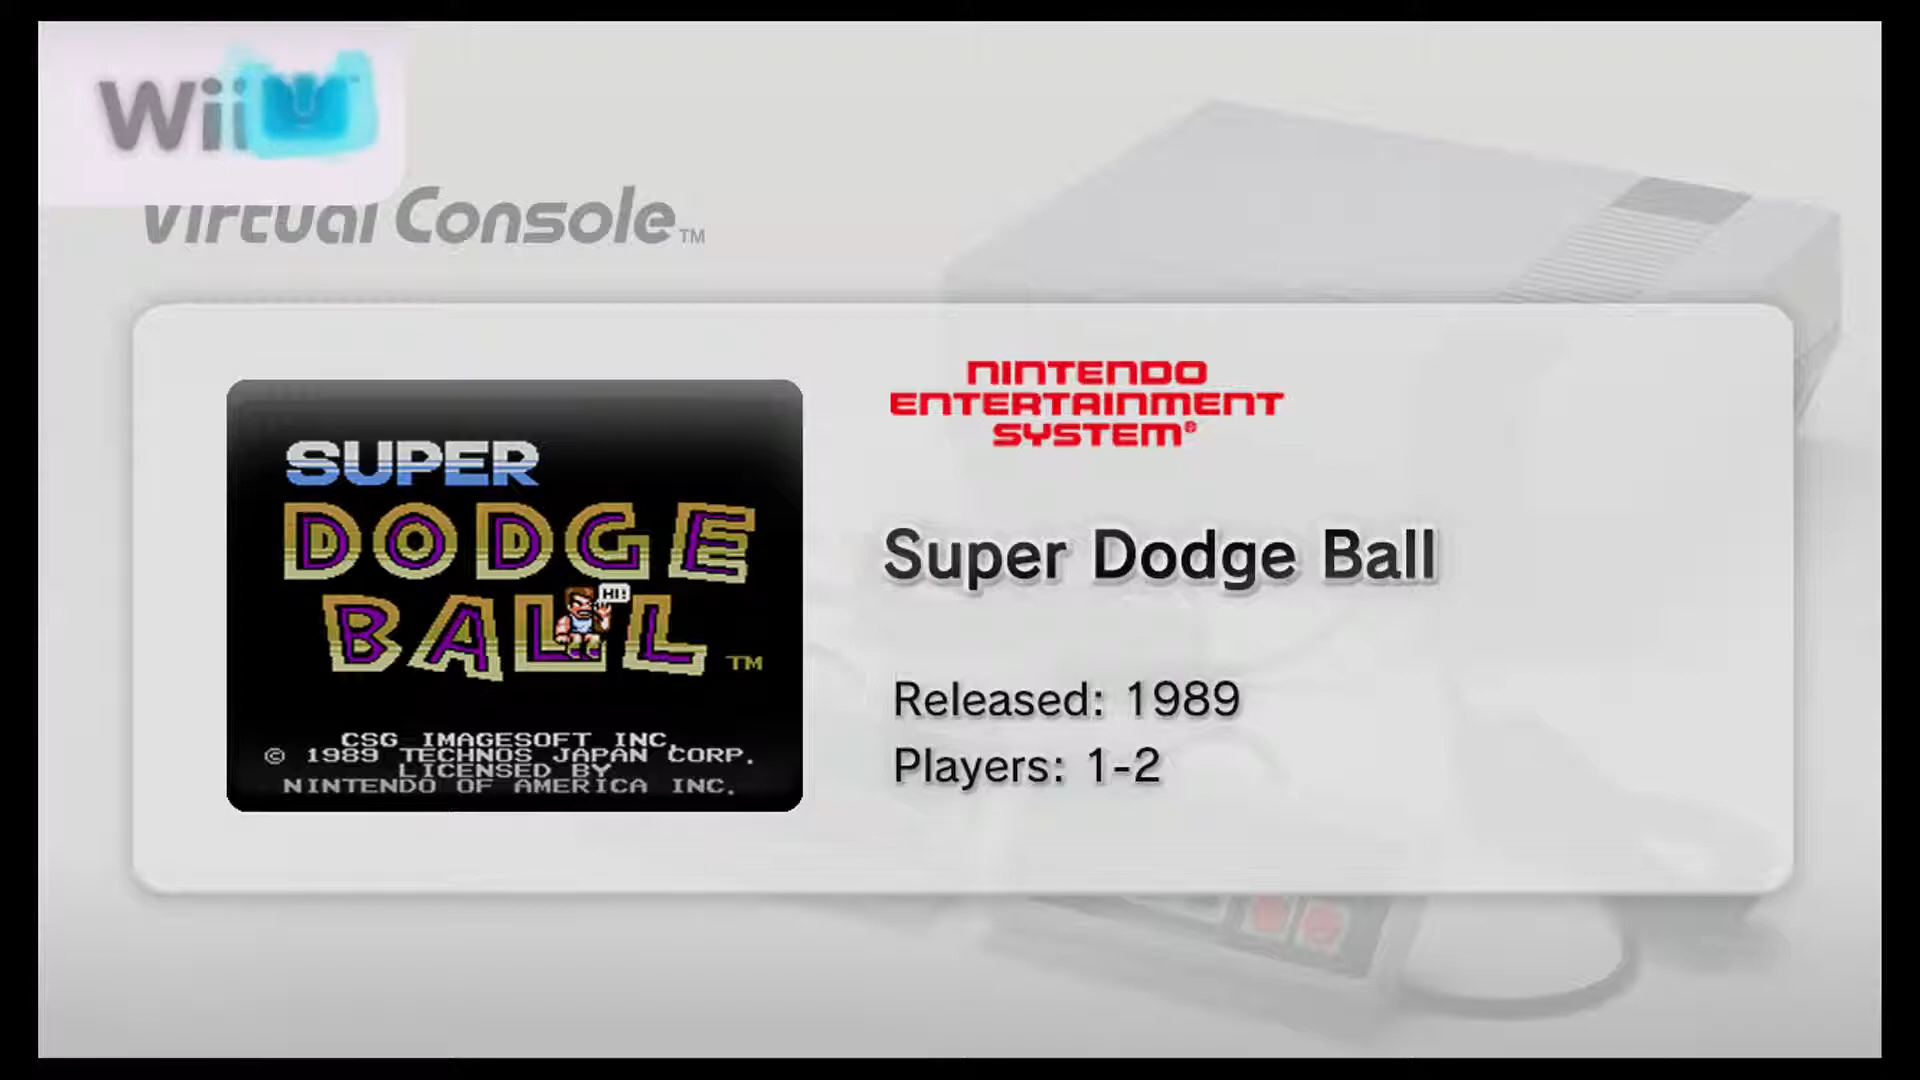 WiiU
Virtual Console™
NINTENDO
ENTERTAINMENT
SYSTEM®
SUPER
DODGE
BALL™
HI!
CSG IMAGESOFT INC.
© 1989 TECHNOS JAPAN CORP.
LICENSED BY
NINTENDO OF AMERICA INC.
Super Dodge Ball
Released: 1989
Players: 1-2